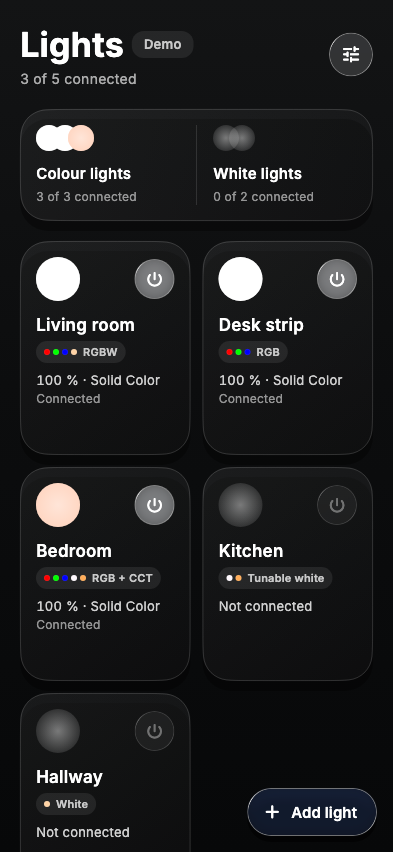 Lights
Demo
3 of 5 connected
Colour lights
3 of 3 connected
White lights
0 of 2 connected
Living room
RGBW
100 % · Solid Color
Connected
Desk strip
RGB
100 % · Solid Color
Connected
Bedroom
RGB + CCT
100 % · Solid Color
Connected
Kitchen
Tunable white
Not connected
Hallway
White
Not connected
Add light